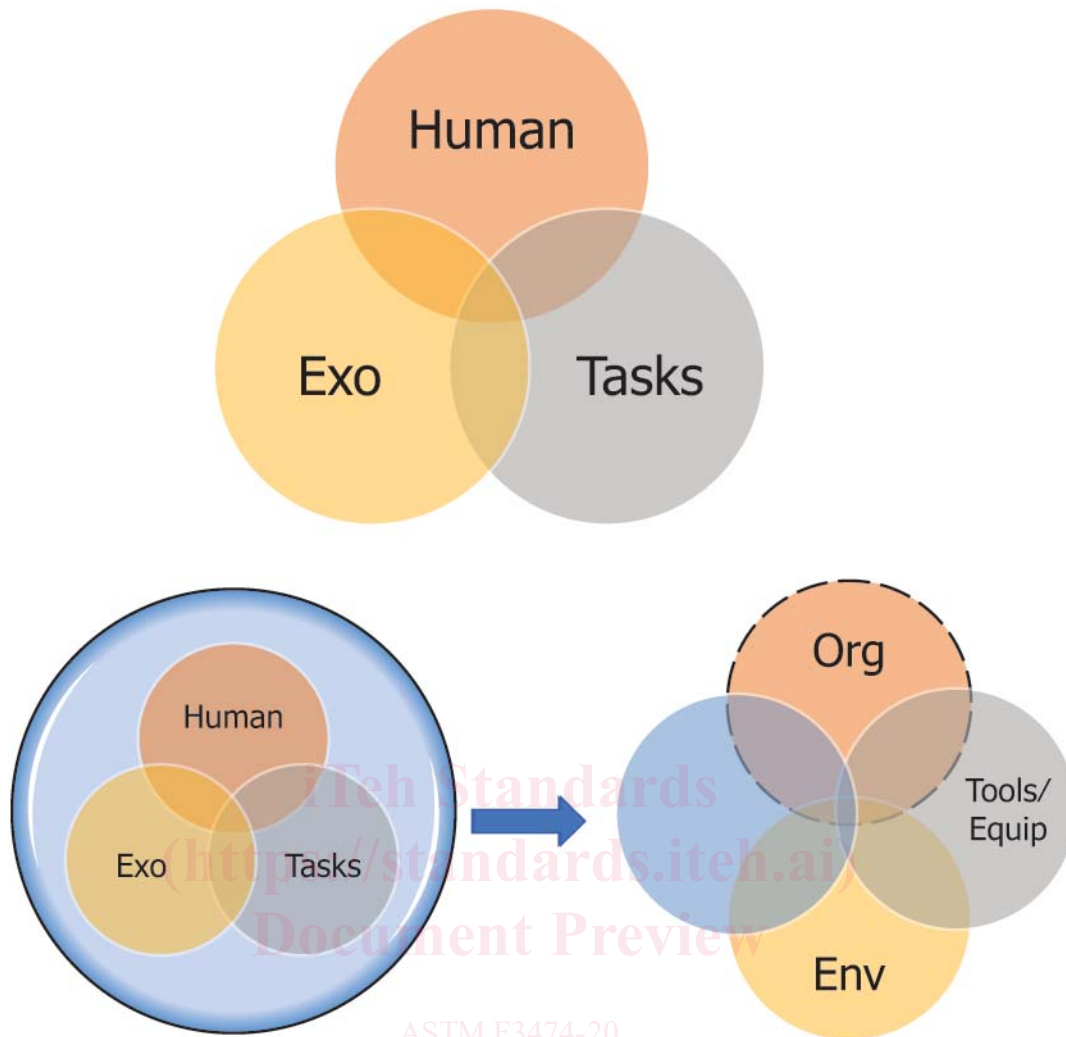 Human
Exo
Tasks
Human
Exo
Tasks
Org
Tools/
Equip
Env
iTeh Standards
(https://standards.iteh.ai)
Document Preview
ASTM F3474-20